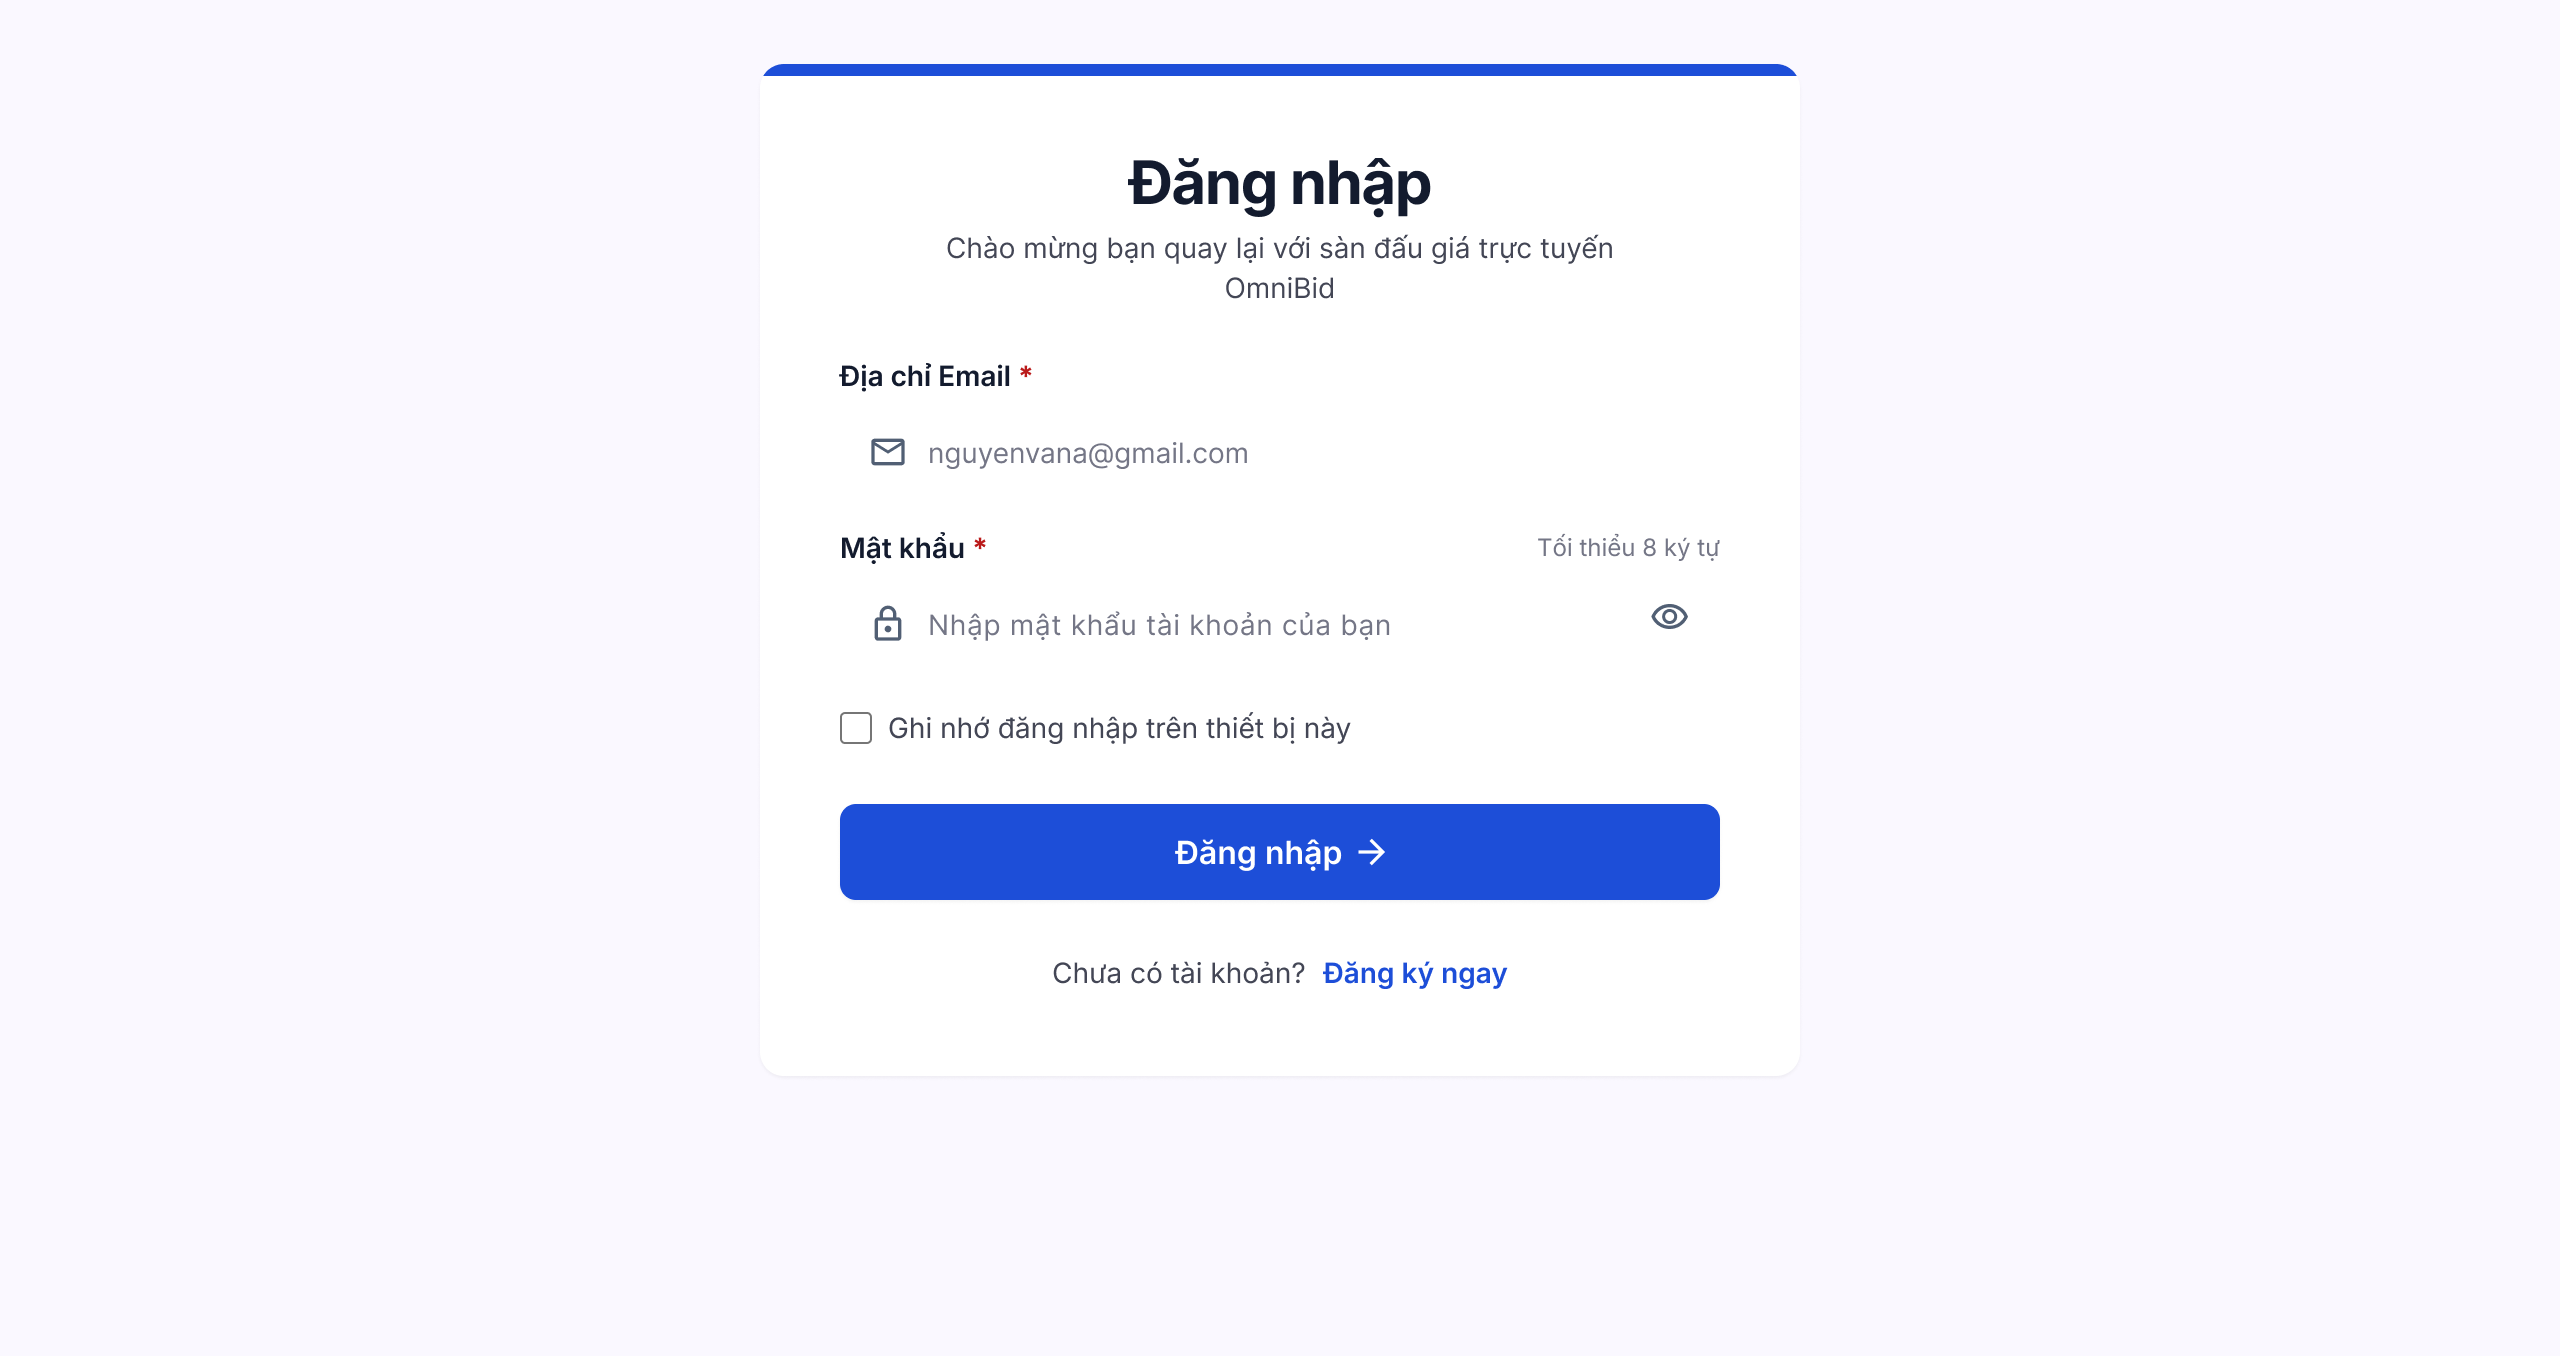 Đăng nhập
Chào mừng bạn quay lại với sàn đấu giá trực tuyến
OmniBid
Địa chỉ Email *
nguyenvana@gmail.com
Mật khẩu *
Tối thiểu 8 ký tự
Nhập mật khẩu tài khoản của bạn
Ghi nhớ đăng nhập trên thiết bị này
Đăng nhập →
Chưa có tài khoản? Đăng ký ngay